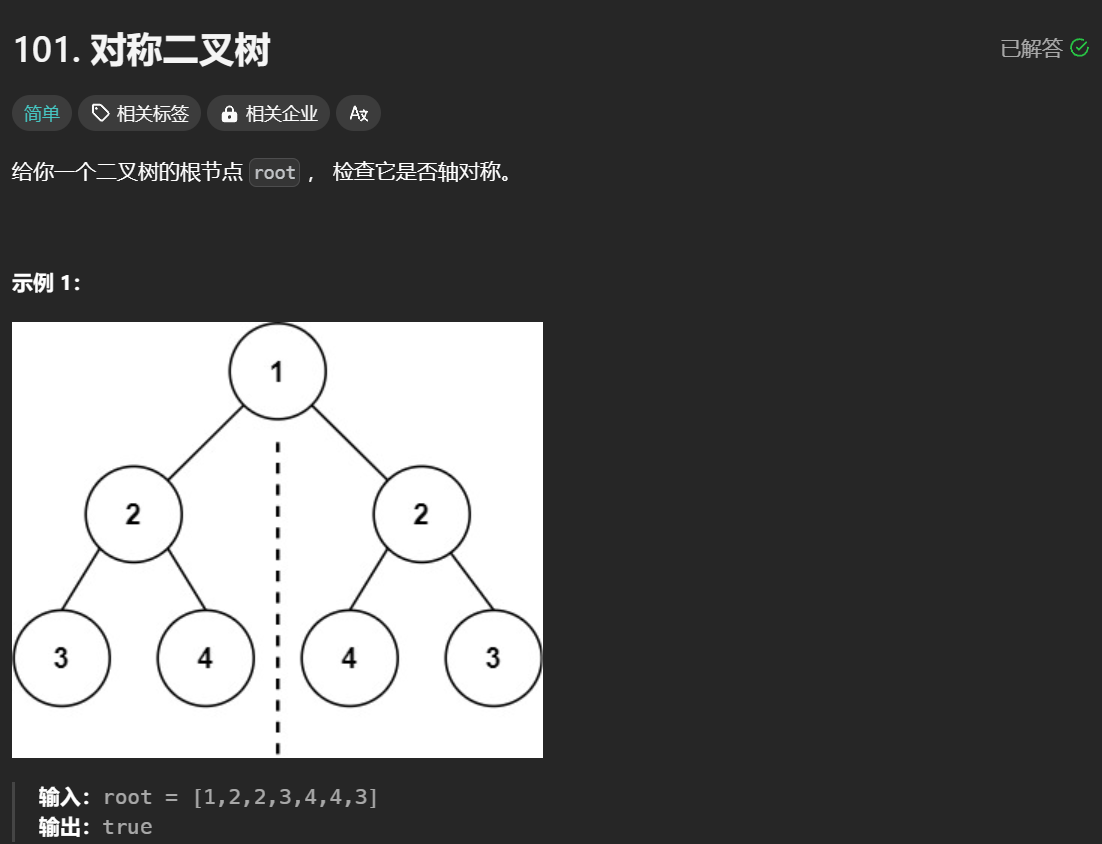 101. 对称二叉树
已解答
简单 相关标签 相关企业 Aあ
给你一个二叉树的根节点 root ， 检查它是否轴对称。
示例 1：
1
2 2
3 4 4 3
输入：root = [1,2,2,3,4,4,3]
输出：true